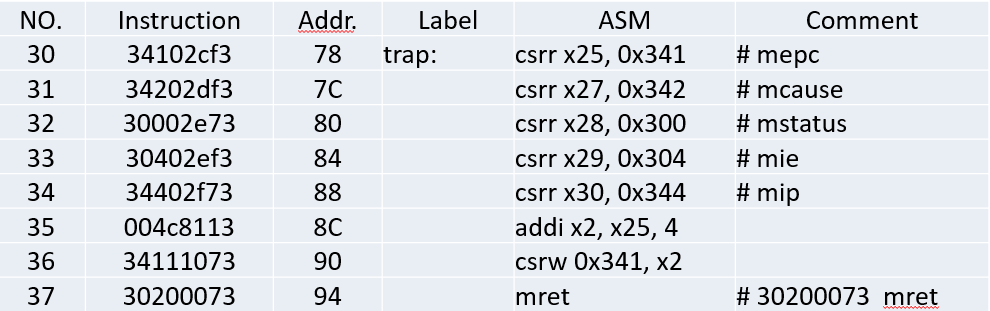 NO. Instruction Addr. Label ASM Comment
30 34102cf3 78 trap: csrr x25, 0x341 # mepc
31 34202df3 7C csrr x27, 0x342 # mcause
32 30002e73 80 csrr x28, 0x300 # mstatus
33 30402ef3 84 csrr x29, 0x304 # mie
34 34402f73 88 csrr x30, 0x344 # mip
35 004c8113 8C addi x2, x25, 4
36 34111073 90 csrw 0x341, x2
37 30200073 94 mret # 30200073 mret